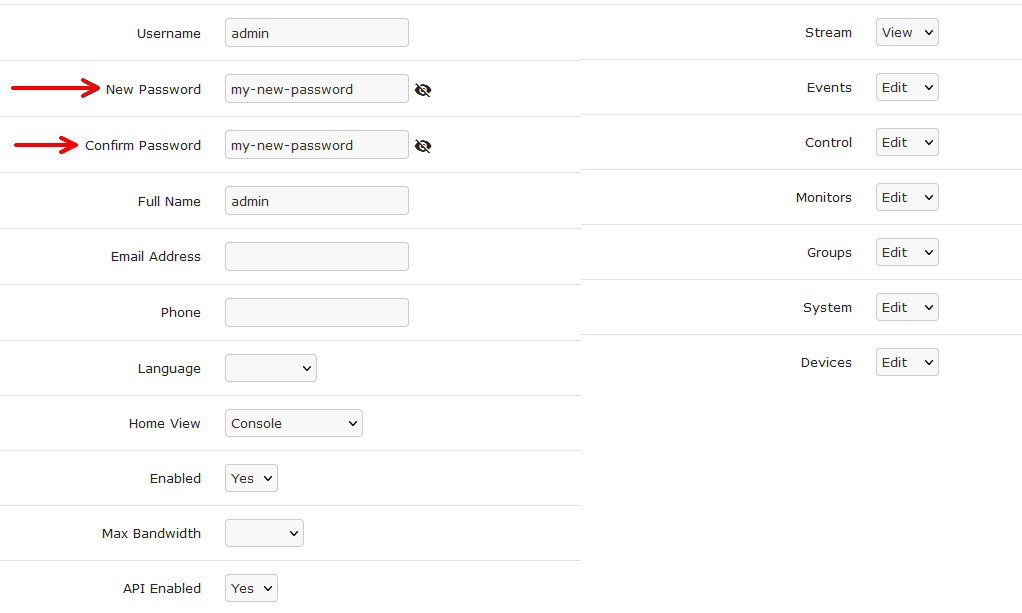 Username admin
New Password my-new-password
Confirm Password my-new-password
Full Name admin
Email Address
Phone
Language
Home View Console
Enabled Yes
Max Bandwidth
API Enabled Yes
Stream View
Events Edit
Control Edit
Monitors Edit
Groups Edit
System Edit
Devices Edit